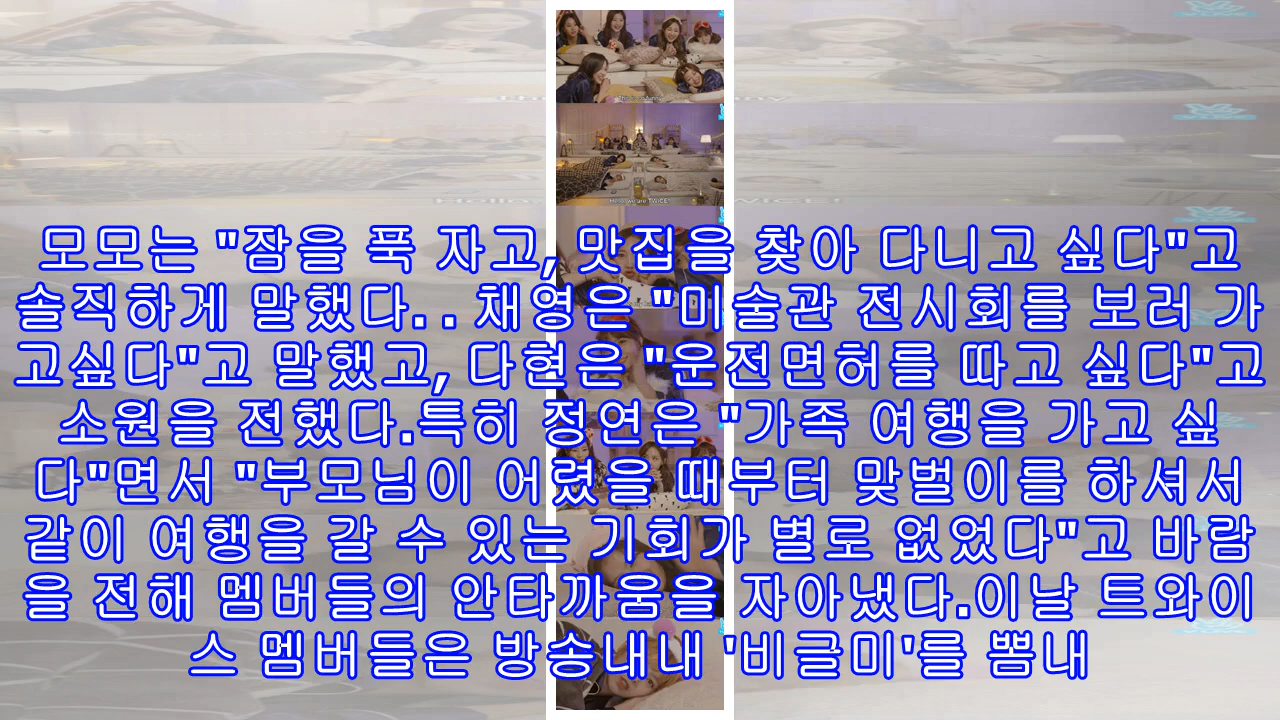 모모는 "잠을 푹 자고, 맛집을 찾아 다니고 싶다"고
솔직하게 말했다. . 채영은 "미술관 전시회를 보러 가
고싶다"고 말했고, 다현은 "운전면허를 따고 싶다"고
소원을 전했다.특히 정연은 "가족 여행을 가고 싶
다"면서 "부모님이 어렸을 때부터 맞벌이를 하셔서
같이 여행을 갈 수 있는 기회가 별로 없었다"고 바람
을 전해 멤버들의 안타까움을 자아냈다.이날 트와이
스 멤버들은 방송내내 '비글미'를 뽐내
Hello, we are TWICE!